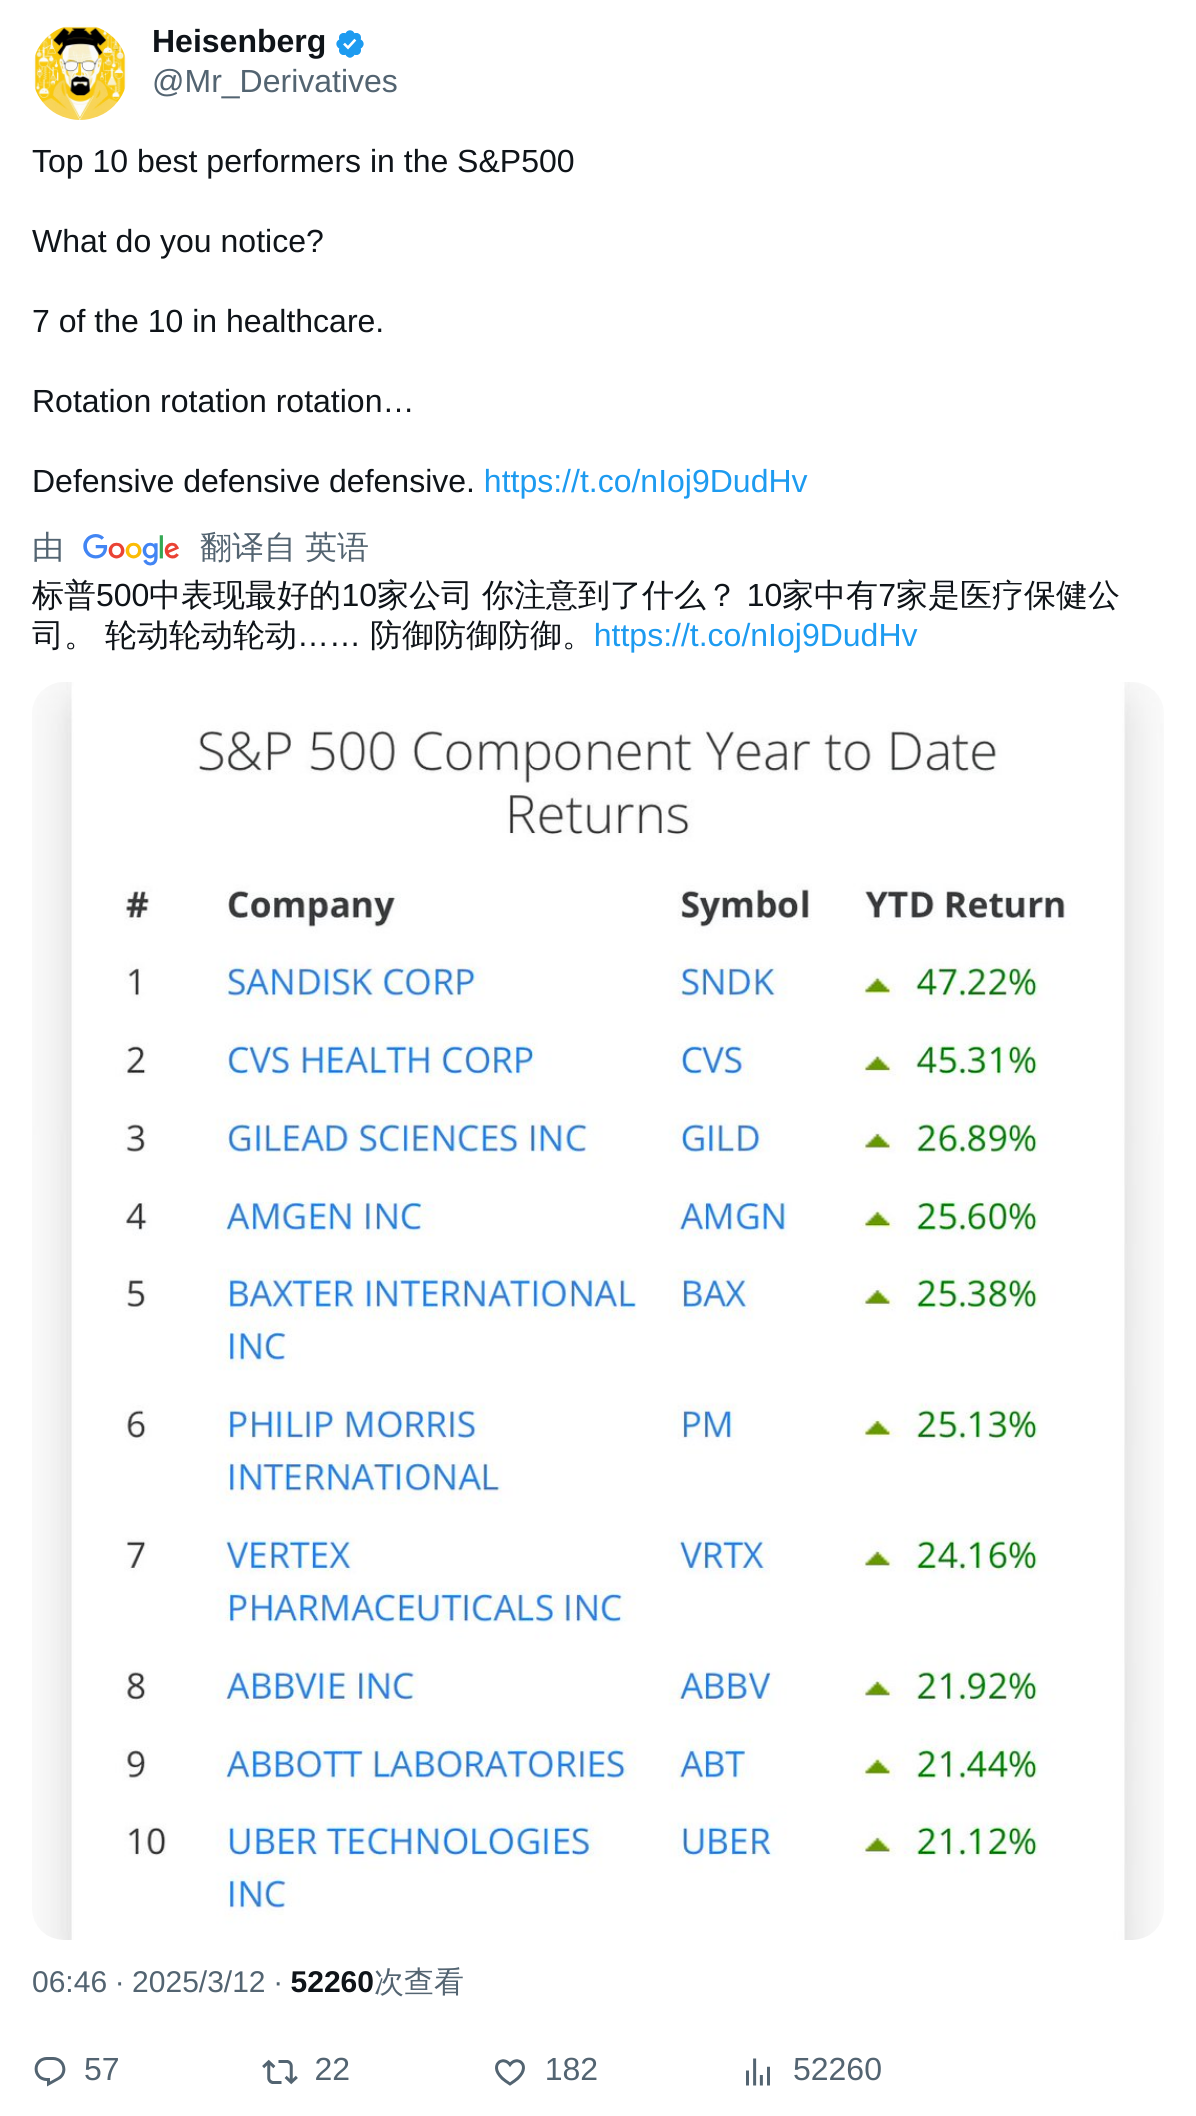 Heisenberg
@Mr_Derivatives
Top 10 best performers in the S&P500
What do you notice?
7 of the 10 in healthcare.
Rotation rotation rotation…
Defensive defensive defensive. https://t.co/nIoj9DudHv
由 Google 翻译自 英语
标普500中表现最好的10家公司 你注意到了什么？ 10家中有7家是医疗保健公
司。 轮动轮动轮动…… 防御防御防御。https://t.co/nIoj9DudHv
S&P 500 Component Year to Date
Returns
# Company Symbol YTD Return
1 SANDISK CORP SNDK 47.22%
2 CVS HEALTH CORP CVS 45.31%
3 GILEAD SCIENCES INC GILD 26.89%
4 AMGEN INC AMGN 25.60%
5 BAXTER INTERNATIONAL BAX 25.38%
INC
6 PHILIP MORRIS PM 25.13%
INTERNATIONAL
7 VERTEX VRTX 24.16%
PHARMACEUTICALS INC
8 ABBVIE INC ABBV 21.92%
9 ABBOTT LABORATORIES ABT 21.44%
10 UBER TECHNOLOGIES UBER 21.12%
INC
06:46 · 2025/3/12 · 52260次查看
57 22 182 52260